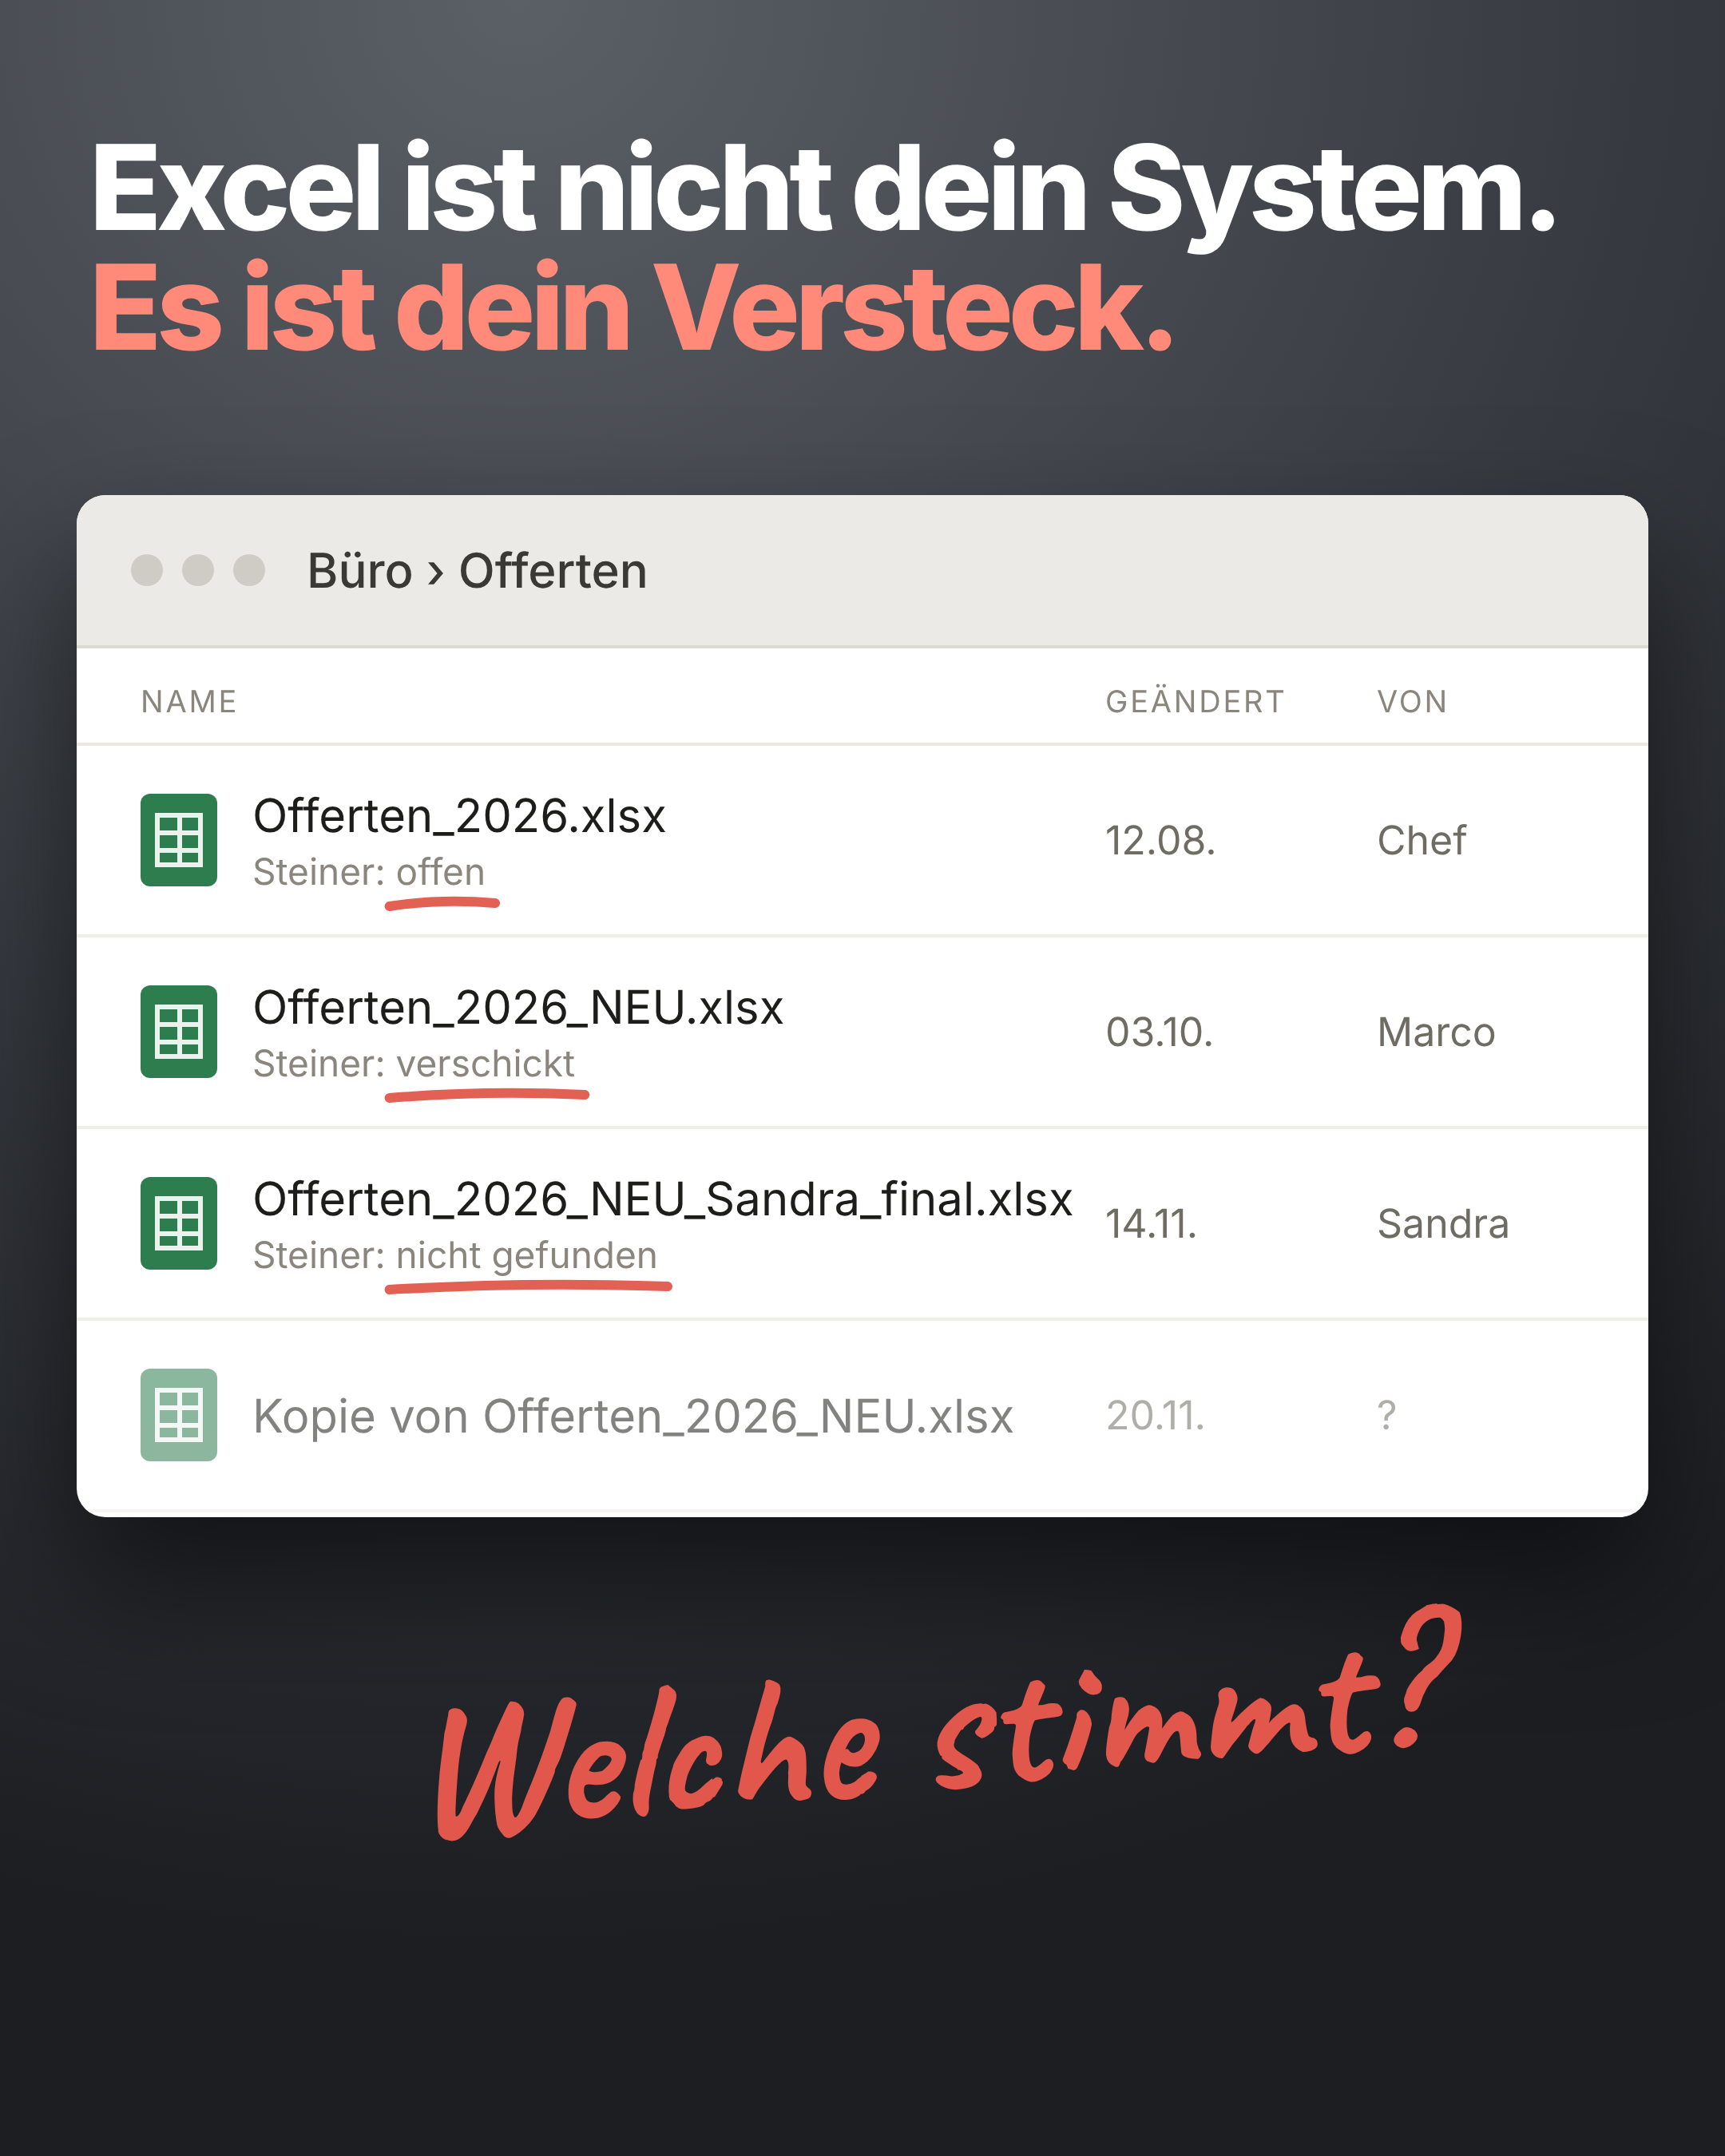 Excel ist nicht dein System.
Es ist dein Versteck.
Büro › Offerten
NAME GEÄNDERT VON
Offerten_2026.xlsx
Steiner: offen
12.08. Chef
Offerten_2026_NEU.xlsx
Steiner: verschickt
03.10. Marco
Offerten_2026_NEU_Sandra_final.xlsx
Steiner: nicht gefunden
14.11. Sandra
Kopie von Offerten_2026_NEU.xlsx 20.11. ?
Welche stimmt?